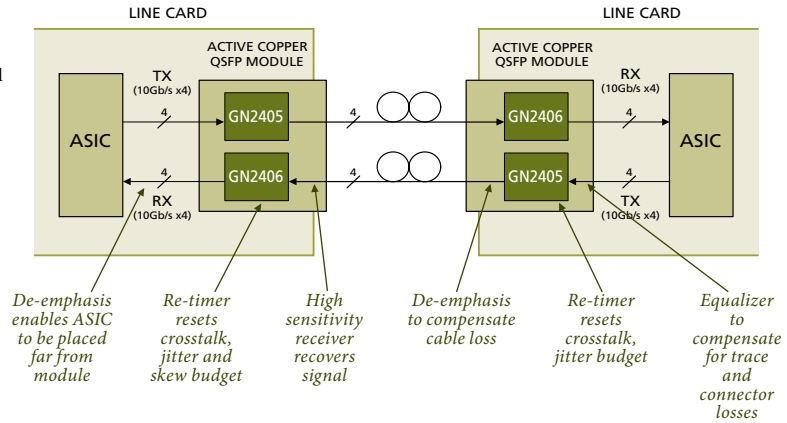 LINE CARD
LINE CARD
ACTIVE COPPER
QSFP MODULE
ACTIVE COPPER
QSFP MODULE
TX
(10Gb/s x4)
RX
(10Gb/s x4)
4
GN2405
4
GN2406
4
ASIC
ASIC
4
GN2406
4
GN2405
4
RX
(10Gb/s x4)
TX
(10Gb/s x4)
De-emphasis
enables ASIC
to be placed
far from
module
Re-timer
resets
crosstalk,
jitter and
skew budget
High
sensitivity
receiver
recovers
signal
De-emphasis
to compensate
cable loss
Re-timer
resets
crosstalk,
jitter budget
Equalizer
to
compensate
for trace
and
connector
losses